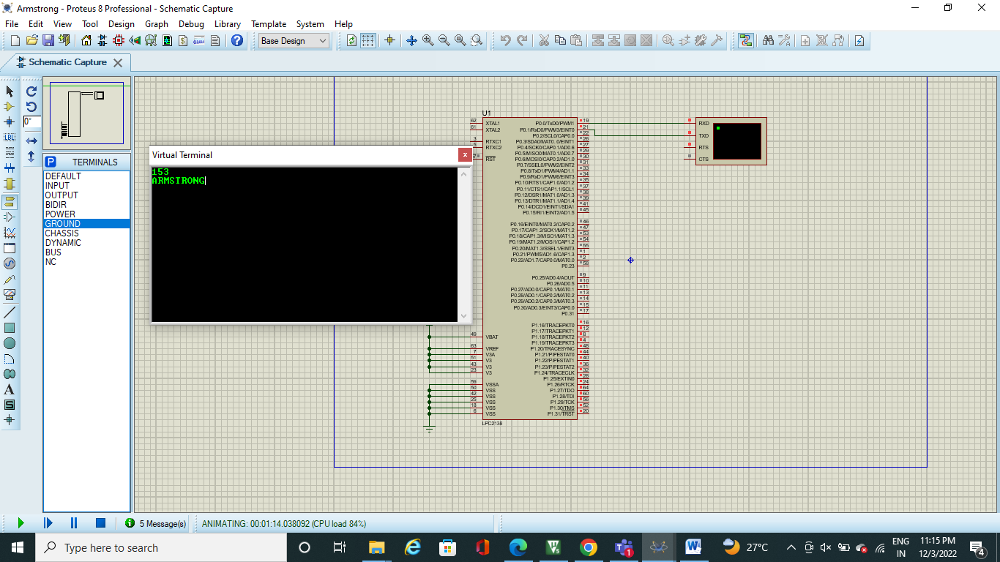 Armstrong - Proteus 8 Professional - Schematic Capture
File Edit View Tool Design Graph Debug Library Template System Help
Base Design
Schematic Capture
0°
LBL
P TERMINALS
DEFAULT
INPUT
OUTPUT
BIDIR
POWER
GROUND
CHASSIS
DYNAMIC
BUS
NC
Virtual Terminal
153
ARMSTRONG
U1
62 XTAL1
61 XTAL2
3 RTXC1
5 RTXC2
RST
49 VBAT
63 VREF
7 V3A
51 V3
43 V3
23 V3
59 VSSA
50 VSS
42 VSS
25 VSS
18 VSS
6 VSS
P0.0/TxD0/PWM1 19
P0.1/RxD0/PWM3/EINT0 21
P0.2/SCL0/CAP0.0 22
P0.3/SDA0/MAT0..0/EINT1 26
P0.4/SCK0/CAP0.1/AD0.6 27
P0.5/MISO0/MAT0.1/AD0.7 29
P0.6/MOSI0/CAP0.2/AD1.0 30
P0.7/SSEL0/PWM2/EINT2 31
P0.8/TxD1/PWM4/AD1.1 33
P0.9/RxD1/PWM6/EINT3 34
P0.10/RTS1/CAP1.0/AD1.2 35
P0.11/CTS1/CAP1.1/SCL1 37
P0.12/DSR1/MAT1.0/AD1.3 38
P0.13/DTR1/MAT1.1/AD1.4 39
P0.14/DCD1/EINT1/SDA1 41
P0.15/RI1/EINT2/AD1.5 45
P0.16/EINT0/MAT0.2/CAP0.2 46
P0.17/CAP1.2/SCK1/MAT1.2 47
P0.18/CAP1.3/MISO1/MAT1.3 53
P0.19/MAT1.2/MOSI1/CAP1.2 54
P0.20/MAT1.3/SSEL1/EINT3 55
P0.21/PWM5/AD1.6/CAP1.3 1
P0.22/AD1.7/CAP0.0/MAT0.0 2
P0.23 58
P0.25/AD0.4/AOUT 9
P0.26/AD0.5 10
P0.27/AD0.0/CAP0.1/MAT0.1 11
P0.28/AD0.1/CAP0.2/MAT0.2 13
P0.29/AD0.2/CAP0.3/MAT0.3 14
P0.30/AD0.3/EINT3/CAP0.0 15
P0.31 17
P1.16/TRACEPKT0 16
P1.17/TRACEPKT1 12
P1.18/TRACEPKT2 8
P1.19/TRACEPKT3 4
P1.20/TRACESYNC 48
P1.21/PIPESTAT0 44
P1.22/PIPESTAT1 40
P1.23/PIPESTAT2 36
P1.24/TRACECLK 32
P1.25/EXTIN0 28
P1.26/RTCK 24
P1.27/TDO 64
P1.28/TDI 60
P1.29/TCK 56
P1.30/TMS 52
P1.31/TRST 20
LPC2138
RXD
TXD
RTS
CTS
5 Message(s)
ANIMATING: 00:01:14.038092 (CPU load 84%)
Type here to search
27°C
ENG
IN
11:15 PM
12/3/2022
4